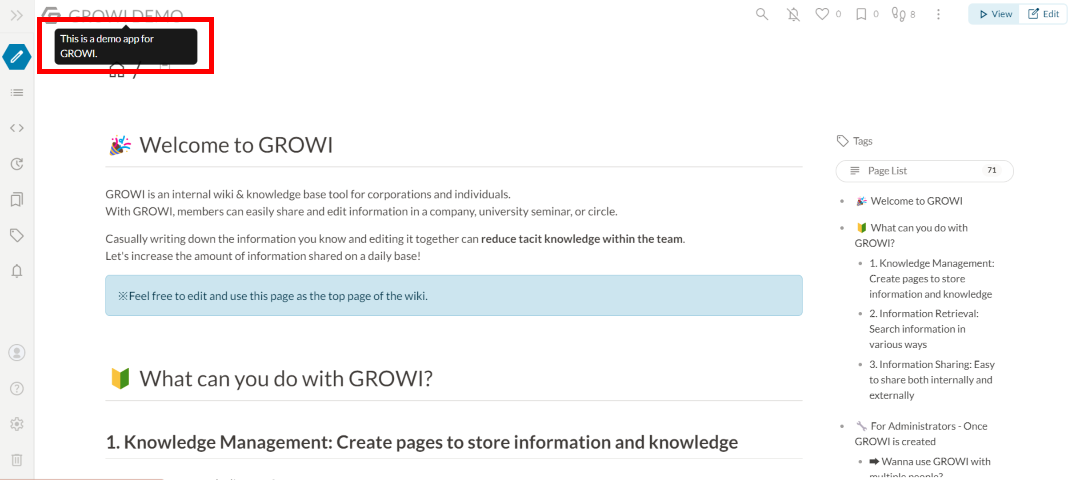 GROWI DEMO
0
0
8
View
Edit
This is a demo app for
GROWI.
/
Welcome to GROWI
GROWI is an internal wiki & knowledge base tool for corporations and individuals.
With GROWI, members can easily share and edit information in a company, university seminar, or circle.
Casually writing down the information you know and editing it together can reduce tacit knowledge within the team.
Let's increase the amount of information shared on a daily base!
※Feel free to edit and use this page as the top page of the wiki.
What can you do with GROWI?
1. Knowledge Management: Create pages to store information and knowledge
Tags
Page List 71
Welcome to GROWI
What can you do with
GROWI?
1. Knowledge Management:
Create pages to store
information and knowledge
2. Information Retrieval:
Search information in
various ways
3. Information Sharing: Easy
to share both internally and
externally
For Administrators - Once
GROWI is created
Wanna use GROWI with
multiple people?